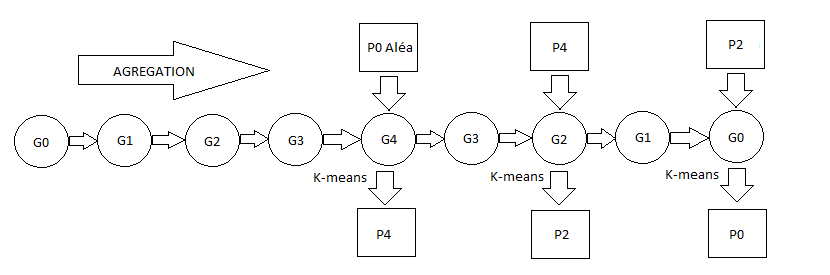 P0 Aléa
P4
P2
AGREGATION
G0
G1
G2
G3
G4
G3
G2
G1
G0
K-means
K-means
K-means
P4
P2
P0